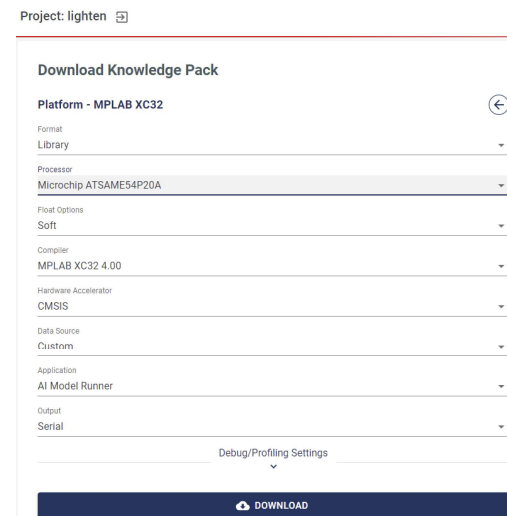 Project: lighten
Download Knowledge Pack
Platform - MPLAB XC32
Format
Library
Processor
Microchip ATSAME54P20A
Float Options
Soft
Compiler
MPLAB XC32 4.00
Hardware Accelerator
CMSIS
Data Source
Custom
Application
AI Model Runner
Output
Serial
Debug/Profiling Settings
DOWNLOAD